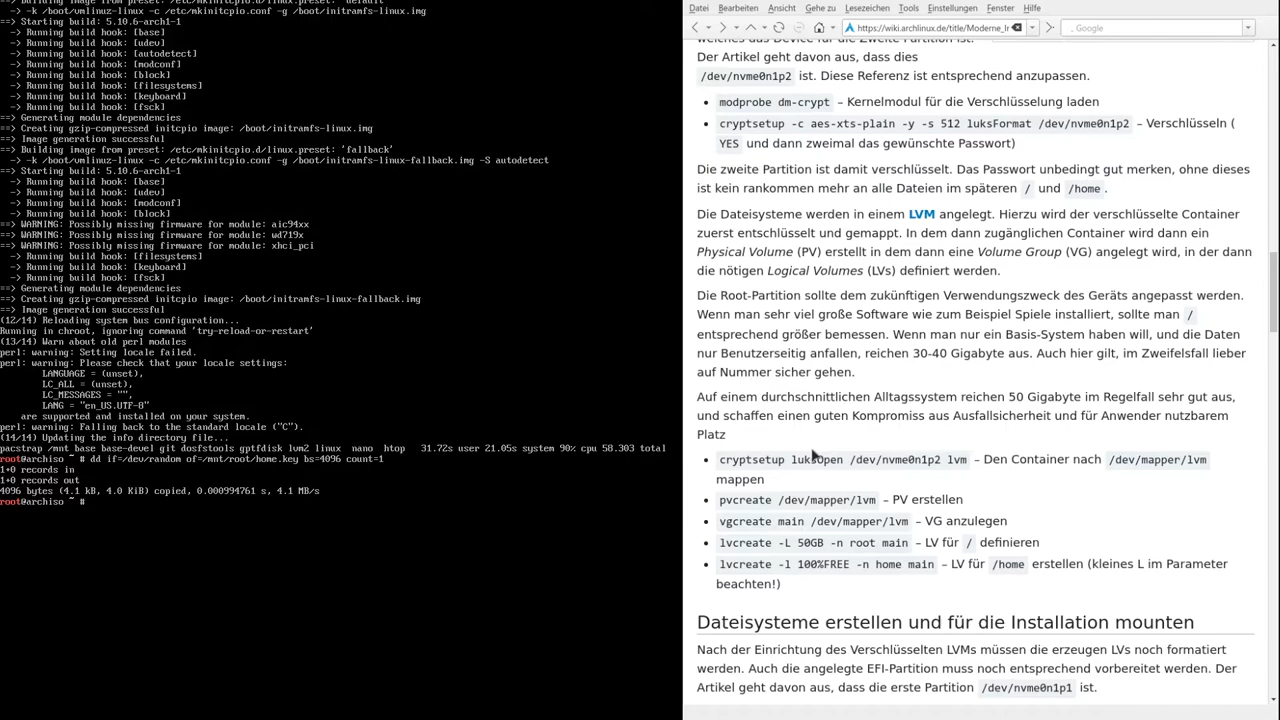 ==> Building image from preset: /etc/mkinitcpio.d/linux.preset: 'default'
  -> -k /boot/vmlinuz-linux -c /etc/mkinitcpio.conf -g /boot/initramfs-linux.img
==> Starting build: 5.10.6-arch1-1
  -> Running build hook: [base]
  -> Running build hook: [udev]
  -> Running build hook: [autodetect]
  -> Running build hook: [modconf]
  -> Running build hook: [block]
  -> Running build hook: [filesystems]
  -> Running build hook: [keyboard]
  -> Running build hook: [fsck]
==> Generating module dependencies
==> Creating gzip-compressed initcpio image: /boot/initramfs-linux.img
==> Image generation successful
==> Building image from preset: /etc/mkinitcpio.d/linux.preset: 'fallback'
  -> -k /boot/vmlinuz-linux -c /etc/mkinitcpio.conf -g /boot/initramfs-linux-fallback.img -S autodetect
==> Starting build: 5.10.6-arch1-1
  -> Running build hook: [base]
  -> Running build hook: [udev]
  -> Running build hook: [modconf]
  -> Running build hook: [block]
==> WARNING: Possibly missing firmware for module: aic94xx
==> WARNING: Possibly missing firmware for module: wd719x
==> WARNING: Possibly missing firmware for module: xhci_pci
  -> Running build hook: [filesystems]
  -> Running build hook: [keyboard]
  -> Running build hook: [fsck]
==> Generating module dependencies
==> Creating gzip-compressed initcpio image: /boot/initramfs-linux-fallback.img
==> Image generation successful
(12/14) Reloading system bus configuration...
Running in chroot, ignoring command 'try-reload-or-restart'
(13/14) Warn about old perl modules
perl: warning: Setting locale failed.
perl: warning: Please check that your locale settings:
        LANGUAGE = (unset),
        LC_ALL = (unset),
        LC_MESSAGES = "",
        LANG = "en_US.UTF-8"
    are supported and installed on your system.
perl: warning: Falling back to the standard locale ("C").
(14/14) Updating the info directory file...
pacstrap /mnt base base-devel git dosfstools gptfdisk lvm2 linux  nano  htop   31.72s user 21.05s system 90% cpu 58.303 total
root@archiso ~ # dd if=/dev/random of=/mnt/root/home.key bs=4096 count=1
1+0 records in
1+0 records out
4096 bytes (4.1 kB, 4.0 KiB) copied, 0.000994761 s, 4.1 MB/s
root@archiso ~ #
Datei Bearbeiten Ansicht Gehe zu Lesezeichen Tools Einstellungen Fenster Hilfe
https://wiki.archlinux.de/title/Moderne_Ir Google
welches das Device für die Zweite Partition ist.
Der Artikel geht davon aus, dass dies
/dev/nvme0n1p2 ist. Diese Referenz ist entsprechend anzupassen.
• modprobe dm-crypt – Kernelmodul für die Verschlüsselung laden
• cryptsetup -c aes-xts-plain -y -s 512 luksFormat /dev/nvme0n1p2 – Verschlüseln (
YES und dann zweimal das gewünschte Passwort)
Die zweite Partition ist damit verschlüsselt. Das Passwort unbedingt gut merken, ohne dieses
ist kein rankommen mehr an alle Dateien im späteren / und /home .
Die Dateisysteme werden in einem LVM angelegt. Hierzu wird der verschlüsselte Container
zuerst entschlüsselt und gemappt. In dem dann zugänglichen Container wird dann ein
Physical Volume (PV) erstellt in dem dann eine Volume Group (VG) angelegt wird, in der dann
die nötigen Logical Volumes (LVs) definiert werden.
Die Root-Partition sollte dem zukünftigen Verwendungszweck des Geräts angepasst werden.
Wenn man sehr viel große Software wie zum Beispiel Spiele installiert, sollte man /
entsprechend größer bemessen. Wenn man nur ein Basis-System haben will, und die Daten
nur Benutzerseitig anfallen, reichen 30-40 Gigabyte aus. Auch hier gilt, im Zweifelsfall lieber
auf Nummer sicher gehen.
Auf einem durchschnittlichen Alltagssystem reichen 50 Gigabyte im Regelfall sehr gut aus,
und schaffen einen guten Kompromiss aus Ausfallsicherheit und für Anwender nutzbarem
Platz
• cryptsetup luksOpen /dev/nvme0n1p2 lvm – Den Container nach /dev/mapper/lvm
mappen
• pvcreate /dev/mapper/lvm – PV erstellen
• vgcreate main /dev/mapper/lvm – VG anzulegen
• lvcreate -L 50GB -n root main – LV für / definieren
• lvcreate -l 100%FREE -n home main – LV für /home erstellen (kleines L im Parameter
beachten!)
Dateisysteme erstellen und für die Installation mounten
Nach der Einrichtung des Verschlüsselten LVMs müssen die erzeugen LVs noch formatiert
werden. Auch die angelegte EFI-Partition muss noch entsprechend vorbereitet werden. Der
Artikel geht davon aus, dass die erste Partition /dev/nvme0n1p1 ist.